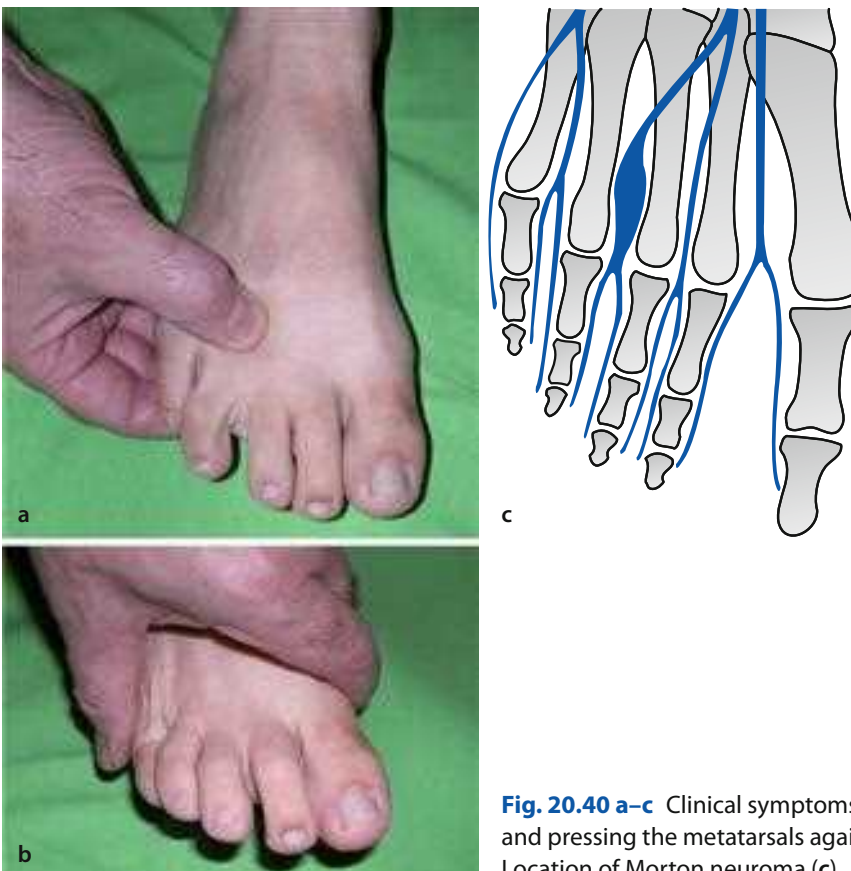 a
c
b
Fig. 20.40 a–c Clinical symptoms
and pressing the metatarsals agai
Location of Morton neuroma (c)